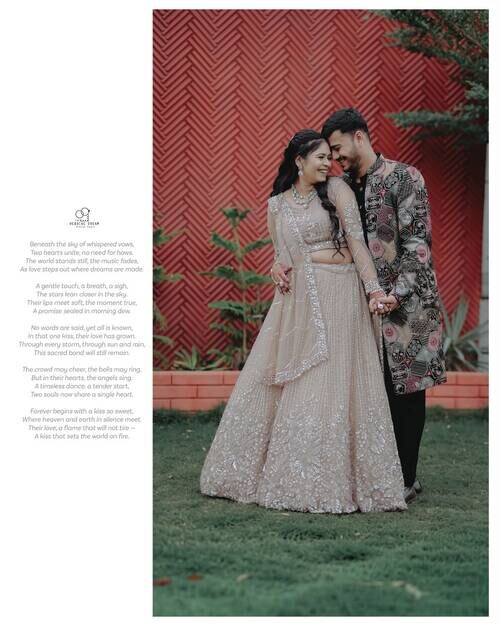 WEDDING DREAM
Beneath the sky of whispered vows,
Two hearts unite, no need for hows.
The world stands still, the music fades,
As love steps out where dreams are made.
A gentle touch, a breath, a sigh,
The stars lean closer in the sky.
Their lips meet soft, the moment true,
A promise sealed in morning dew.
No words are said, yet all is known,
In that one kiss, their love has grown.
Through every storm, through sun and rain,
This sacred bond will still remain.
The crowd may cheer, the bells may ring,
But in their hearts, the angels sing.
A timeless dance, a tender start,
Two souls now share a single heart.
Forever begins with a kiss so sweet,
Where heaven and earth in silence meet,
Their love, a flame that will not tire —
A kiss that sets the world on fire.